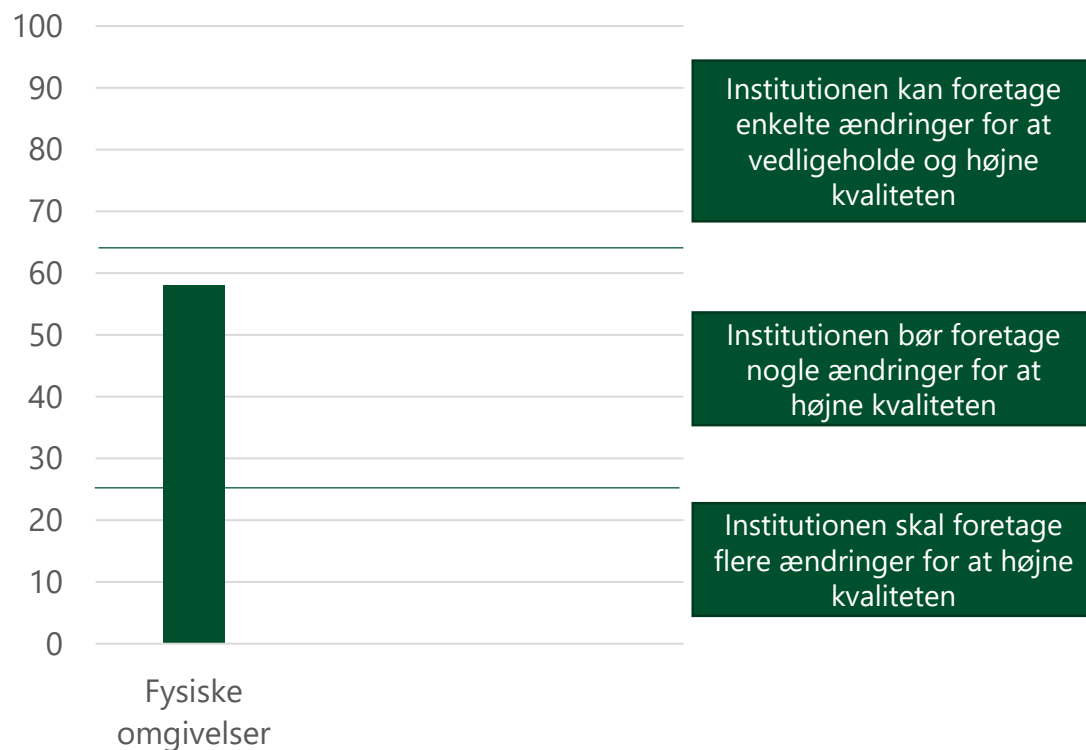 100
90
80
70
60
50
40
30
20
10
0
Fysiske
omgivelser
Institutionen kan foretage
enkelte ændringer for at
vedligeholde og højne
kvaliteten
Institutionen bør foretage
nogle ændringer for at
højne kvaliteten
Institutionen skal foretage
flere ændringer for at højne
kvaliteten